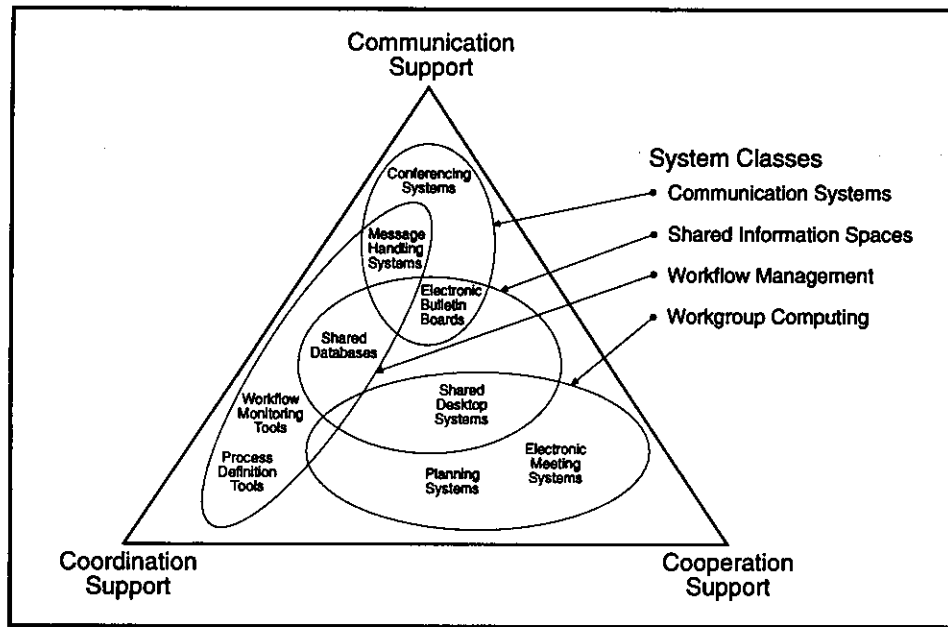 Communication
Support
System Classes
Communication Systems
Shared Information Spaces
Workflow Management
Workgroup Computing
Conferencing
Systems
Message
Handling
Systems
Electronic
Bulletin
Boards
Shared
Databases
Shared
Desktop
Systems
Workflow
Monitoring
Tools
Process
Definition
Tools
Planning
Systems
Electronic
Meeting
Systems
Coordination
Support
Cooperation
Support